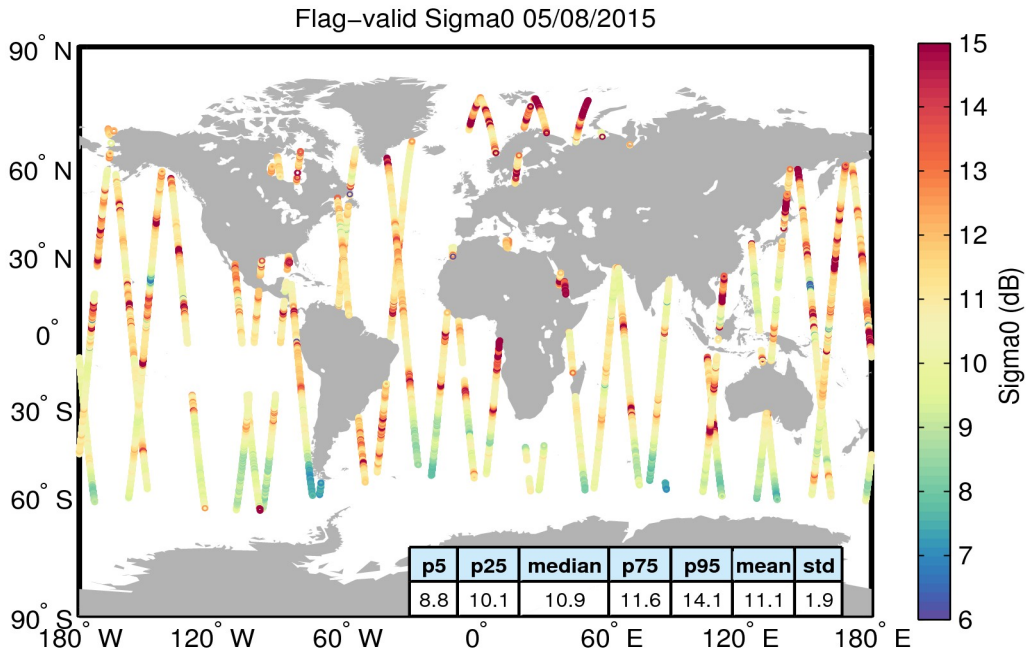 Flag−valid Sigma0 05/08/2015
90° N
60° N
30° N
0°
30° S
60° S
90° S
180° W 120° W 60° W 0° 60° E 120° E 180° E
p5 p25 median p75 p95 mean std
8.8 10.1 10.9 11.6 14.1 11.1 1.9
15
14
13
12
11
10
9
8
7
6
Sigma0 (dB)